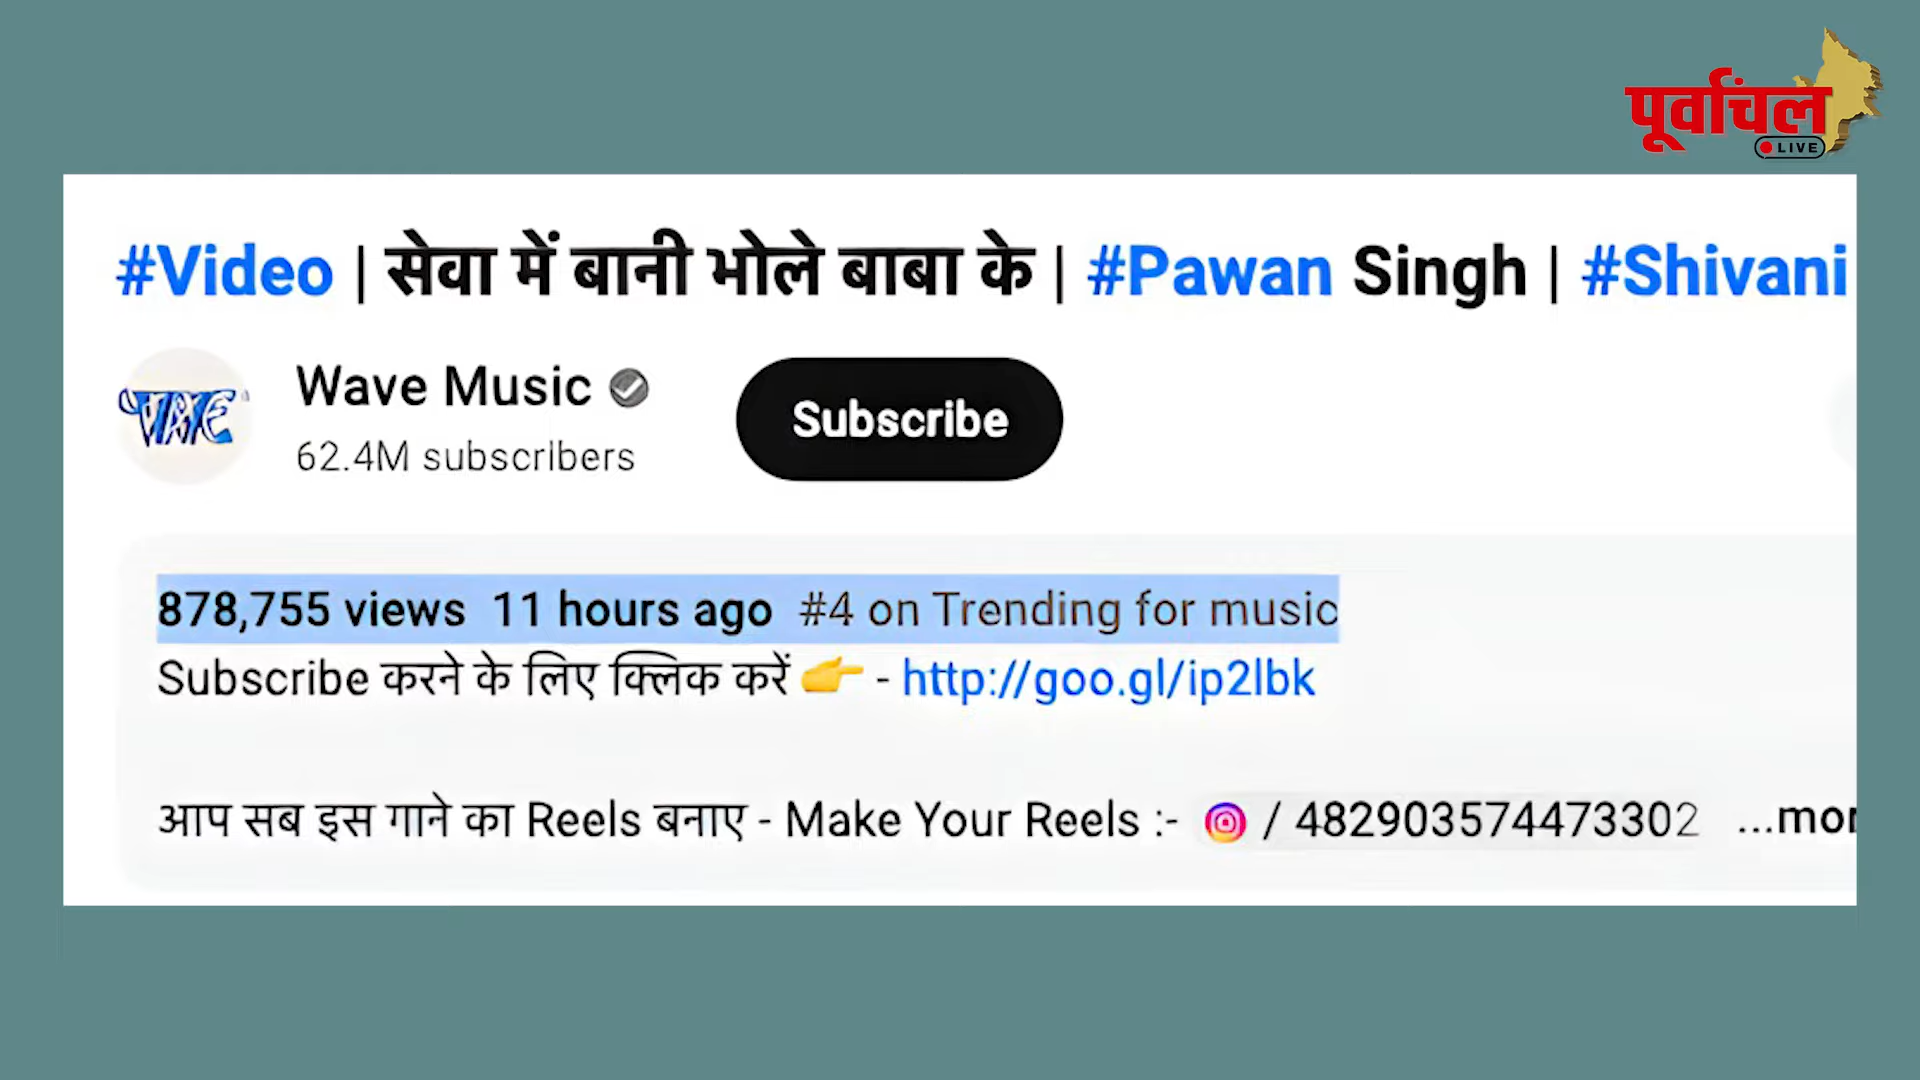 पूर्वांचल
LIVE
#Video | सेवा में बानी भोले बाबा के | #Pawan Singh | #Shivani
WAVE
Wave Music
62.4M subscribers
Subscribe
878,755 views 11 hours ago #4 on Trending for music
Subscribe करने के लिए क्लिक करें 👉 - http://goo.gl/ip2lbk
आप सब इस गाने का Reels बनाए - Make Your Reels :- / 482903574473302 ...mor